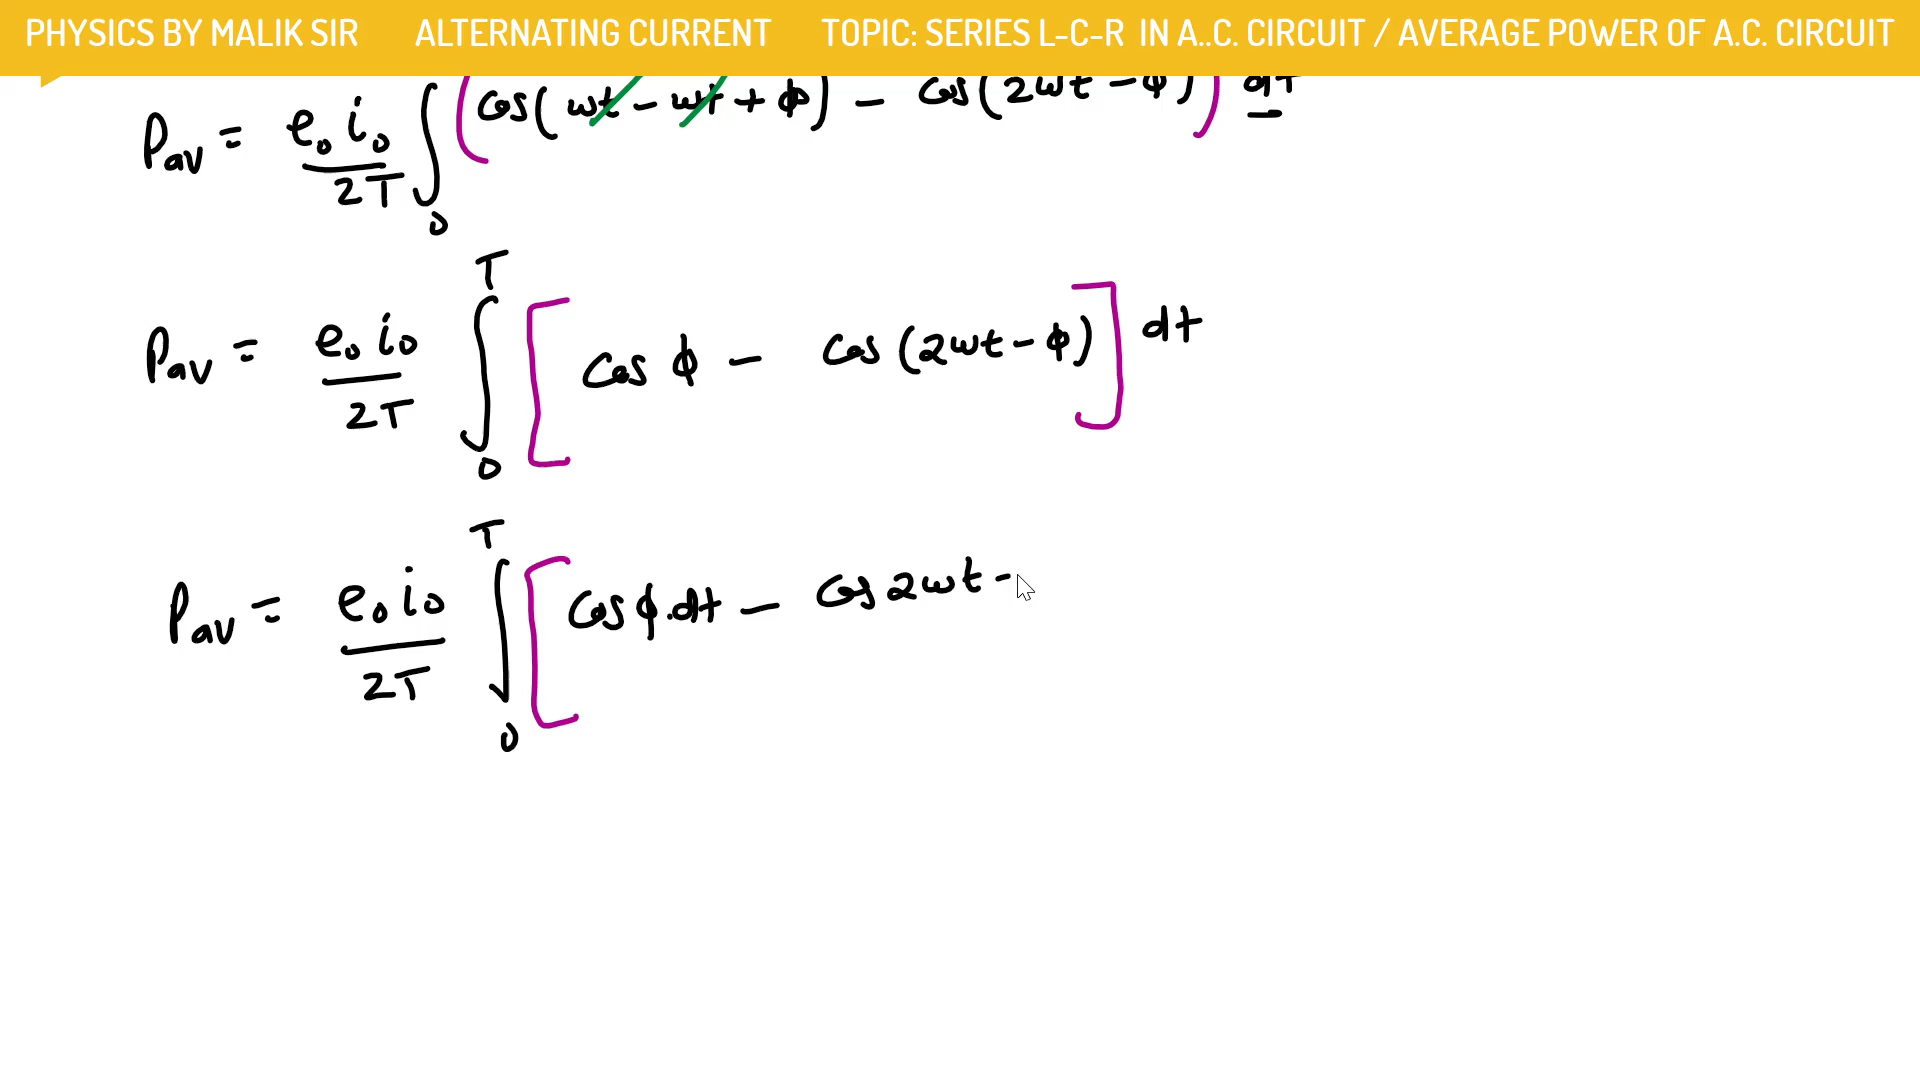 PHYSICS BY MALIK SIR ALTERNATING CURRENT TOPIC: SERIES L-C-R IN A..C. CIRCUIT / AVERAGE POWER OF A.C. CIRCUIT
Pav = e₀ i₀ / 2T ∫₀ (cos(ωt - ωt + ϕ) - cos(2ωt - ϕ)) dt
Pav = e₀ i₀ / 2T ∫₀ᵀ [cos ϕ - cos(2ωt - ϕ)] dt
Pav = e₀ i₀ / 2T ∫₀ᵀ [cos ϕ.dt - cos 2ωt -